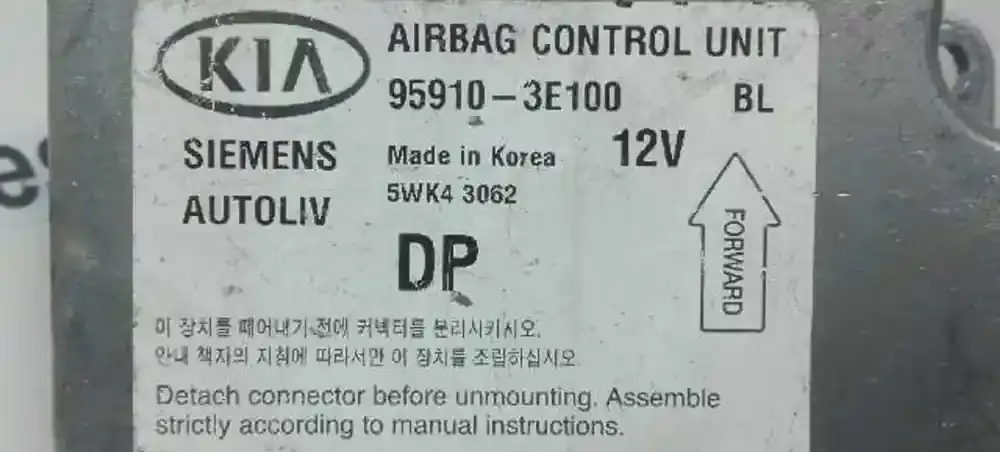 KIA
AIRBAG CONTROL UNIT
95910-3E100 BL
SIEMENS
AUTOLIV
Made in Korea
5WK4 3062
12V
FORWARD
DP
이 장치를 떼어내기 전에 커넥터를 분리시키시오.
안내 책자의 지침에 따라서만 이 장치를 조립하십시오
Detach connector before unmounting. Assemble
strictly according to manual instructions.